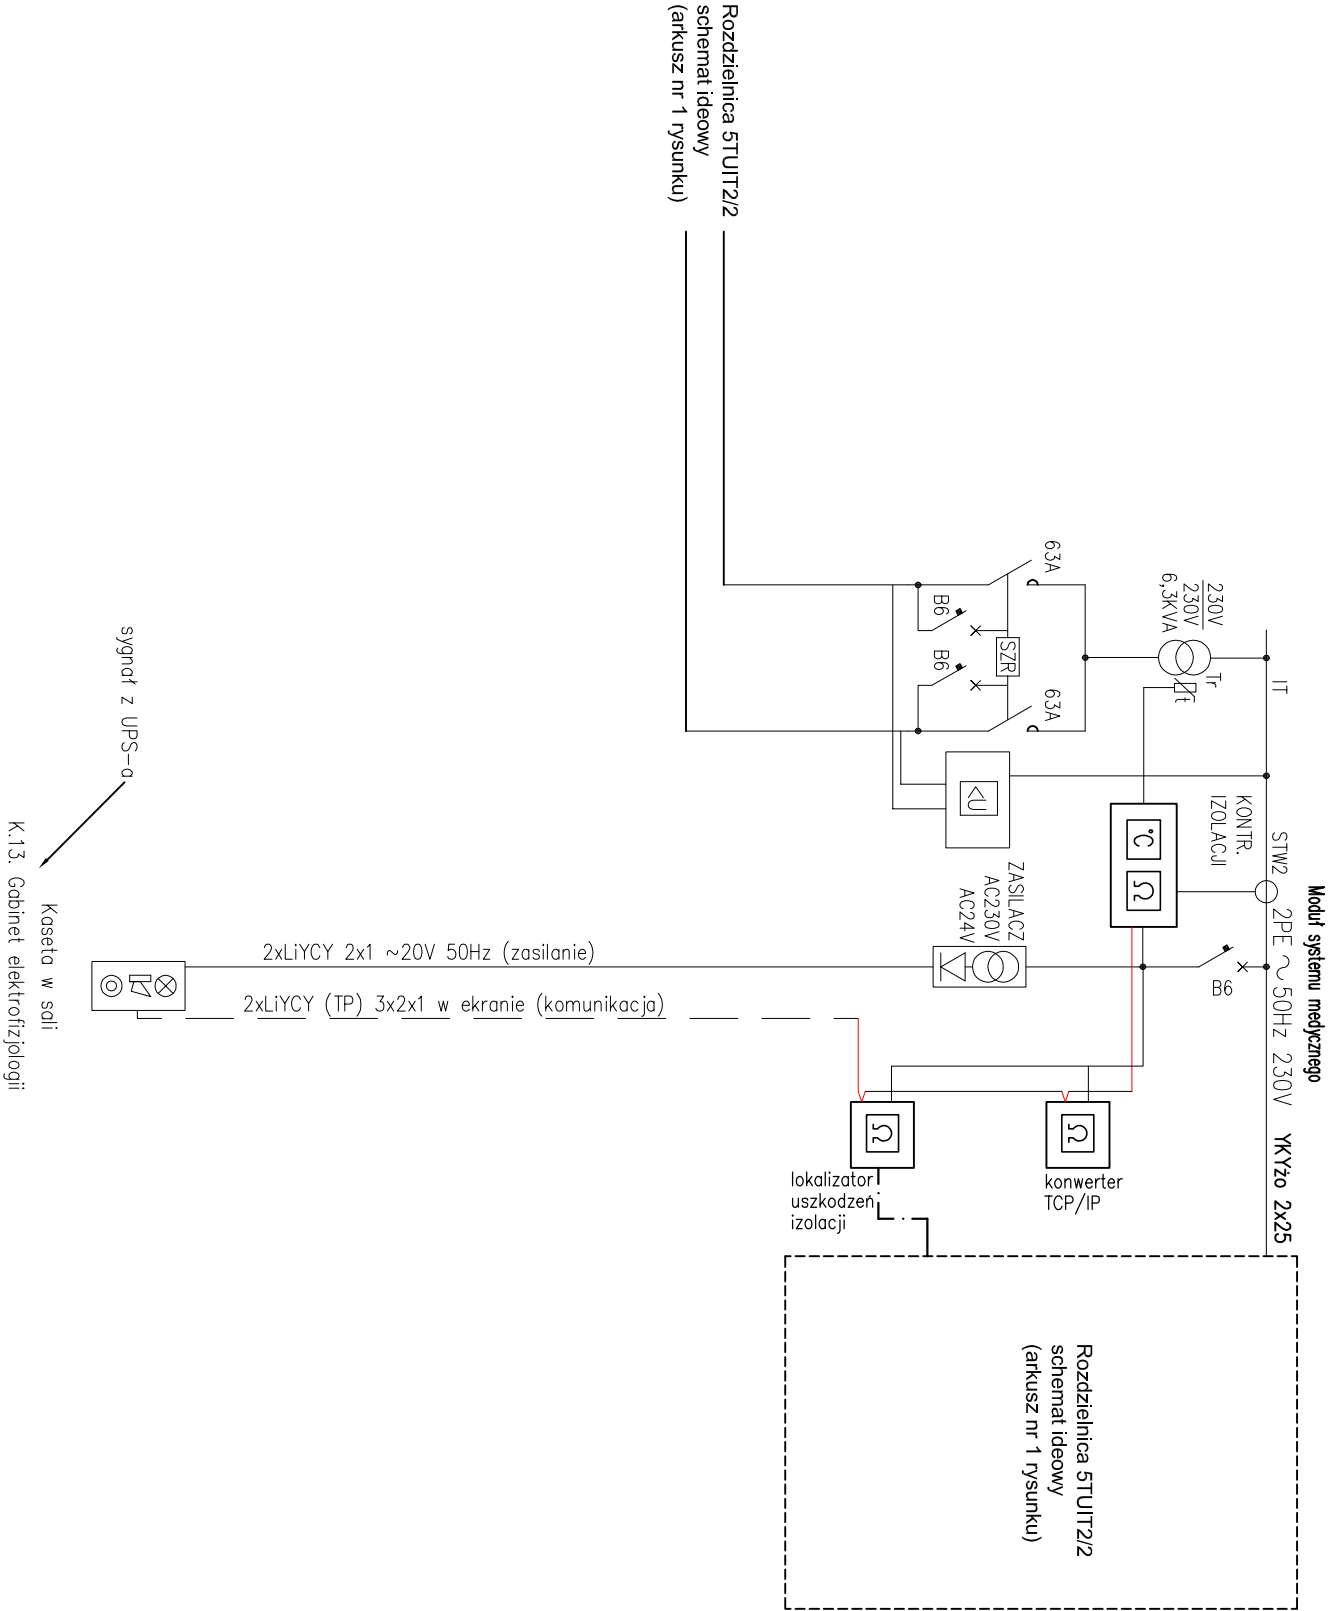 Moduł systemu medycznego
IT
STW2
2PE ~ 50Hz 230V
YKYżo 2x25
230V
230V
6,3KVA
Tr
t
KONTR.
IZOLACJI
°C
Ω
B6
63A
63A
B6
B6
SZR
<U
ZASILACZ
AC230V
AC24V
Ω
konwerter
TCP/IP
Ω
lokalizator
uszkodzeń
izolacji
Rozdzielnica 5TUIT2/2
schemat ideowy
(arkusz nr 1 rysunku)
Rozdzielnica 5TUIT2/2
schemat ideowy
(arkusz nr 1 rysunku)
2xLiYCY 2x1 ~20V 50Hz (zasilanie)
2xLiYCY (TP) 3x2x1 w ekranie (komunikacja)
sygnał z UPS-a
Kaseta w sali
K.13. Gabinet elektrofizjologii